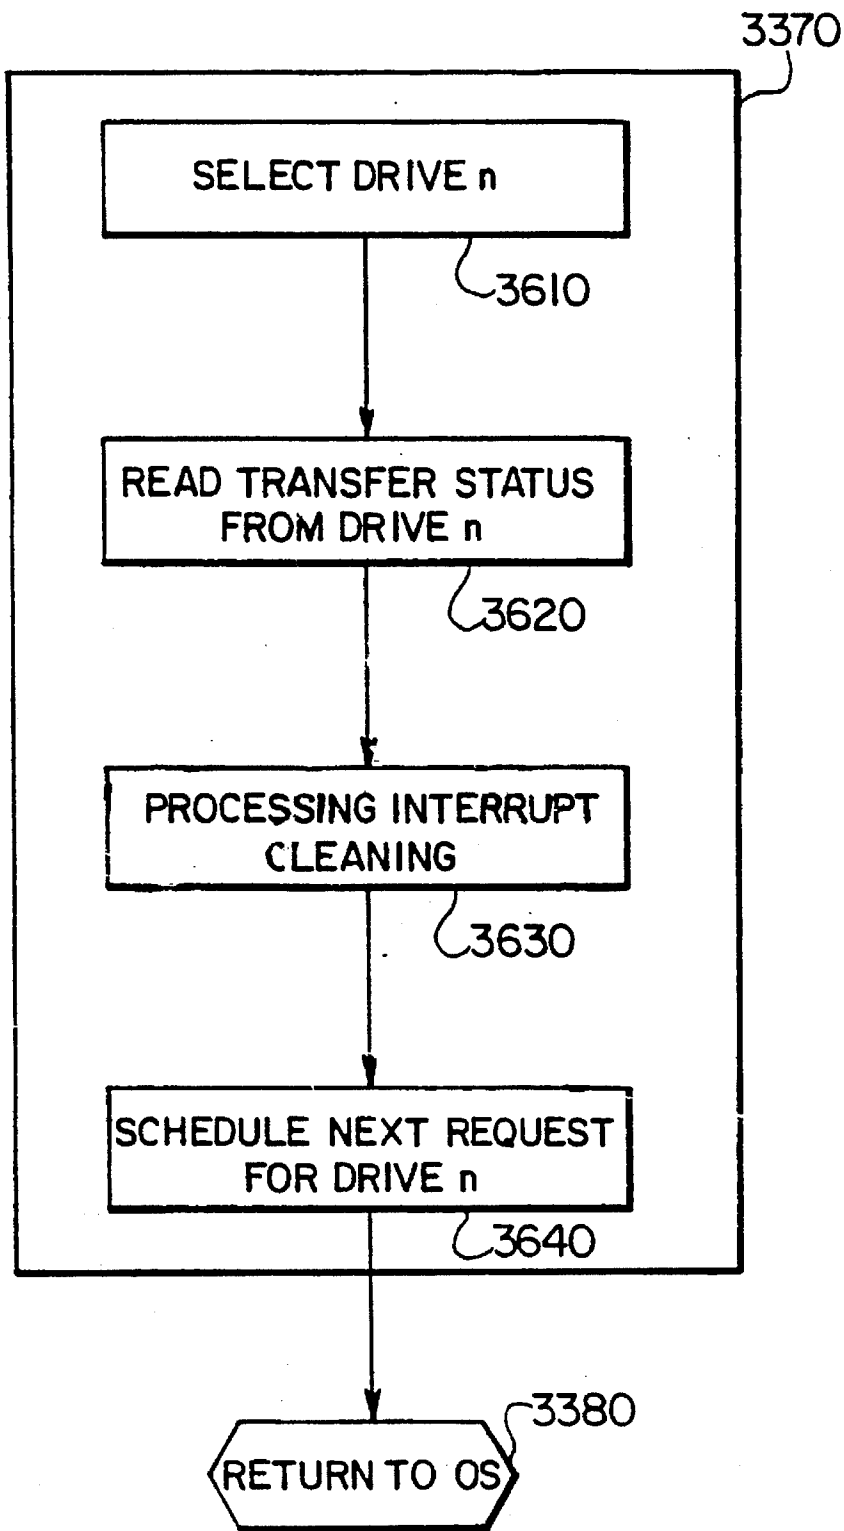 3370
SELECT DRIVE n
3610
READ TRANSFER STATUS
FROM DRIVE n
3620
PROCESSING INTERRUPT
CLEANING
3630
SCHEDULE NEXT REQUEST
FOR DRIVE n
3640
3380
RETURN TO OS